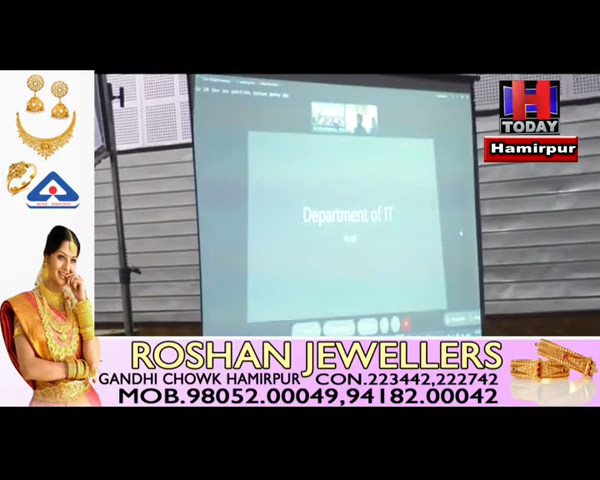 H
TODAY
Hamirpur
Department of IT
ROSHAN JEWELLERS
GANDHI CHOWK HAMIRPUR CON.223442,222742
MOB.98052.00049,94182.00042